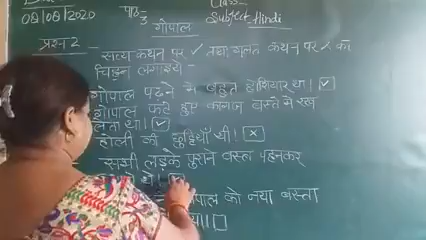 Class-
08/08/2020 पाठ-3 Subject-Hindi
गोपाल
प्रश्न 2 - सत्य कथन पर ✓ तथा गलत कथन पर × का
चिह्न लगाइये -
गोपाल पढ़ने में बहुत होशियार था। ✓
गोपाल फटे हुए कागज बस्ते में रख
लेता था। ✓
होली की छुट्टियाँ थी। ×
सभी लड़के पुराने वस्त्र पहनकर
गोपाल को नया बस्ता